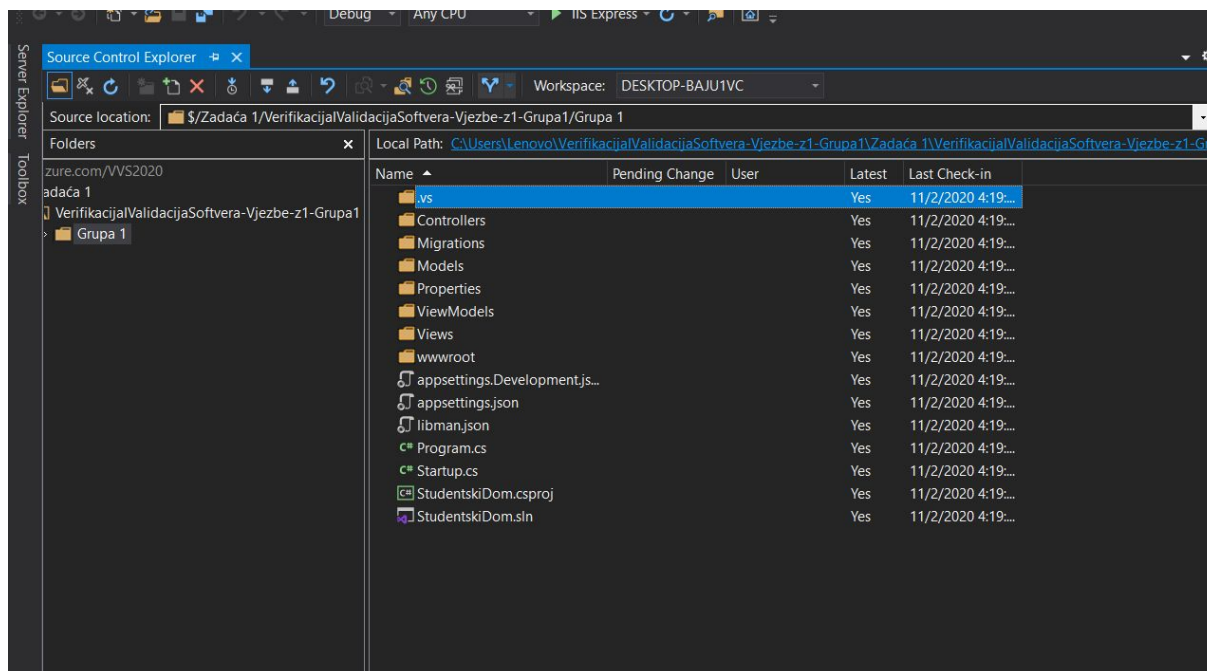 Debug Any CPU IIS Express
Server Explorer
Toolbox
Source Control Explorer
Workspace: DESKTOP-BAJU1VC
Source location: $/Zadaća 1/VerifikacijaIValidacijaSoftvera-Vjezbe-z1-Grupa1/Grupa 1
Folders
zure.com/VVS2020
adaća 1
VerifikacijaIValidacijaSoftvera-Vjezbe-z1-Grupa1
Grupa 1
Local Path: C:\Users\Lenovo\VerifikacijaIValidacijaSoftvera-Vjezbe-z1-Grupa1\Zadaća 1\VerifikacijaIValidacijaSoftvera-Vjezbe-z1-G
Name Pending Change User Latest Last Check-in
.vs Yes 11/2/2020 4:19:...
Controllers Yes 11/2/2020 4:19:...
Migrations Yes 11/2/2020 4:19:...
Models Yes 11/2/2020 4:19:...
Properties Yes 11/2/2020 4:19:...
ViewModels Yes 11/2/2020 4:19:...
Views Yes 11/2/2020 4:19:...
wwwroot Yes 11/2/2020 4:19:...
appsettings.Development.js... Yes 11/2/2020 4:19:...
appsettings.json Yes 11/2/2020 4:19:...
libman.json Yes 11/2/2020 4:19:...
C# Program.cs Yes 11/2/2020 4:19:...
C# Startup.cs Yes 11/2/2020 4:19:...
C# StudentskiDom.csproj Yes 11/2/2020 4:19:...
StudentskiDom.sln Yes 11/2/2020 4:19:...